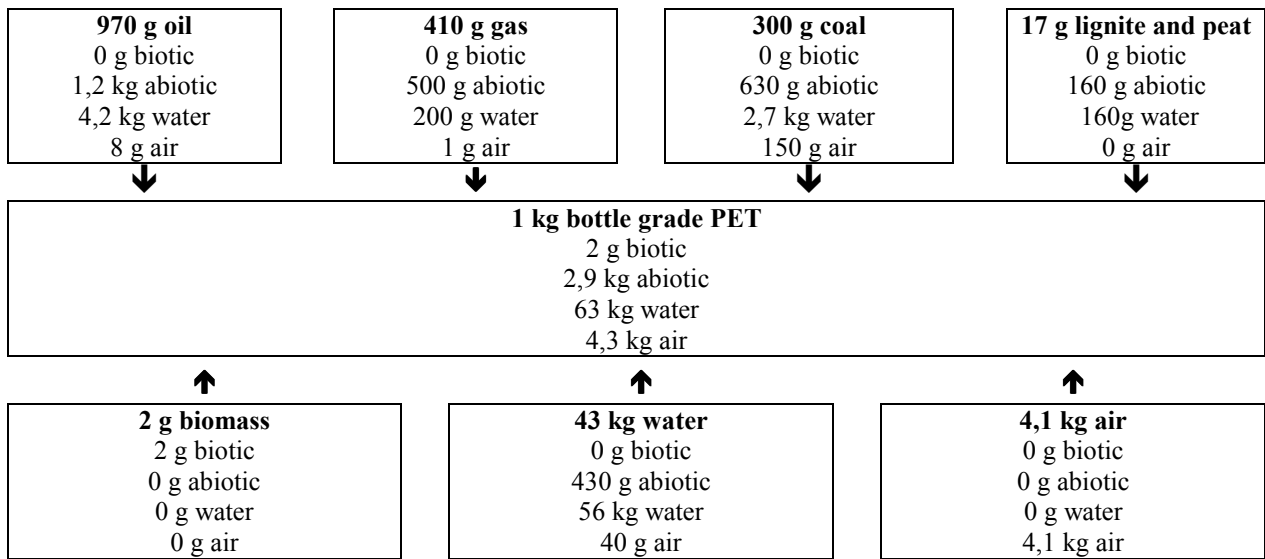 970 g oil
0 g biotic
1,2 kg abiotic
4,2 kg water
8 g air
410 g gas
0 g biotic
500 g abiotic
200 g water
1 g air
300 g coal
0 g biotic
630 g abiotic
2,7 kg water
150 g air
17 g lignite and peat
0 g biotic
160 g abiotic
160g water
0 g air
1 kg bottle grade PET
2 g biotic
2,9 kg abiotic
63 kg water
4,3 kg air
2 g biomass
2 g biotic
0 g abiotic
0 g water
0 g air
43 kg water
0 g biotic
430 g abiotic
56 kg water
40 g air
4,1 kg air
0 g biotic
0 g abiotic
0 g water
4,1 kg air